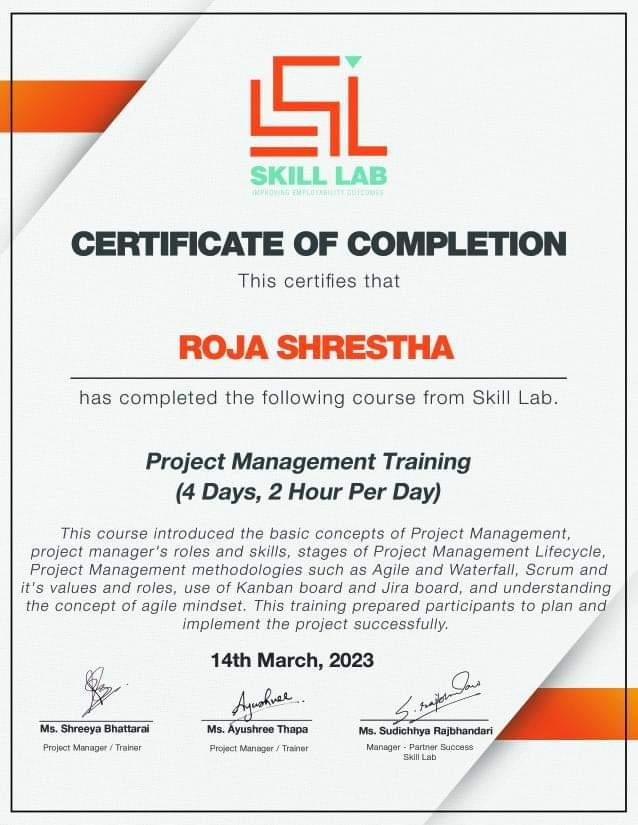 SKILL LAB
IMPROVING EMPLOYABILITY OUTCOMES
CERTIFICATE OF COMPLETION
This certifies that
ROJA SHRESTHA
has completed the following course from Skill Lab.
Project Management Training
(4 Days, 2 Hour Per Day)
This course introduced the basic concepts of Project Management,
project manager's roles and skills, stages of Project Management Lifecycle,
Project Management methodologies such as Agile and Waterfall, Scrum and
it's values and roles, use of Kanban board and Jira board, and understanding
the concept of agile mindset. This training prepared participants to plan and
implement the project successfully.
14th March, 2023
Ayushree
Ms. Shreeya Bhattarai
Ms. Ayushree Thapa
Ms. Sudichhya Rajbhandari
Project Manager / Trainer
Project Manager / Trainer
Manager - Partner Success
Skill Lab